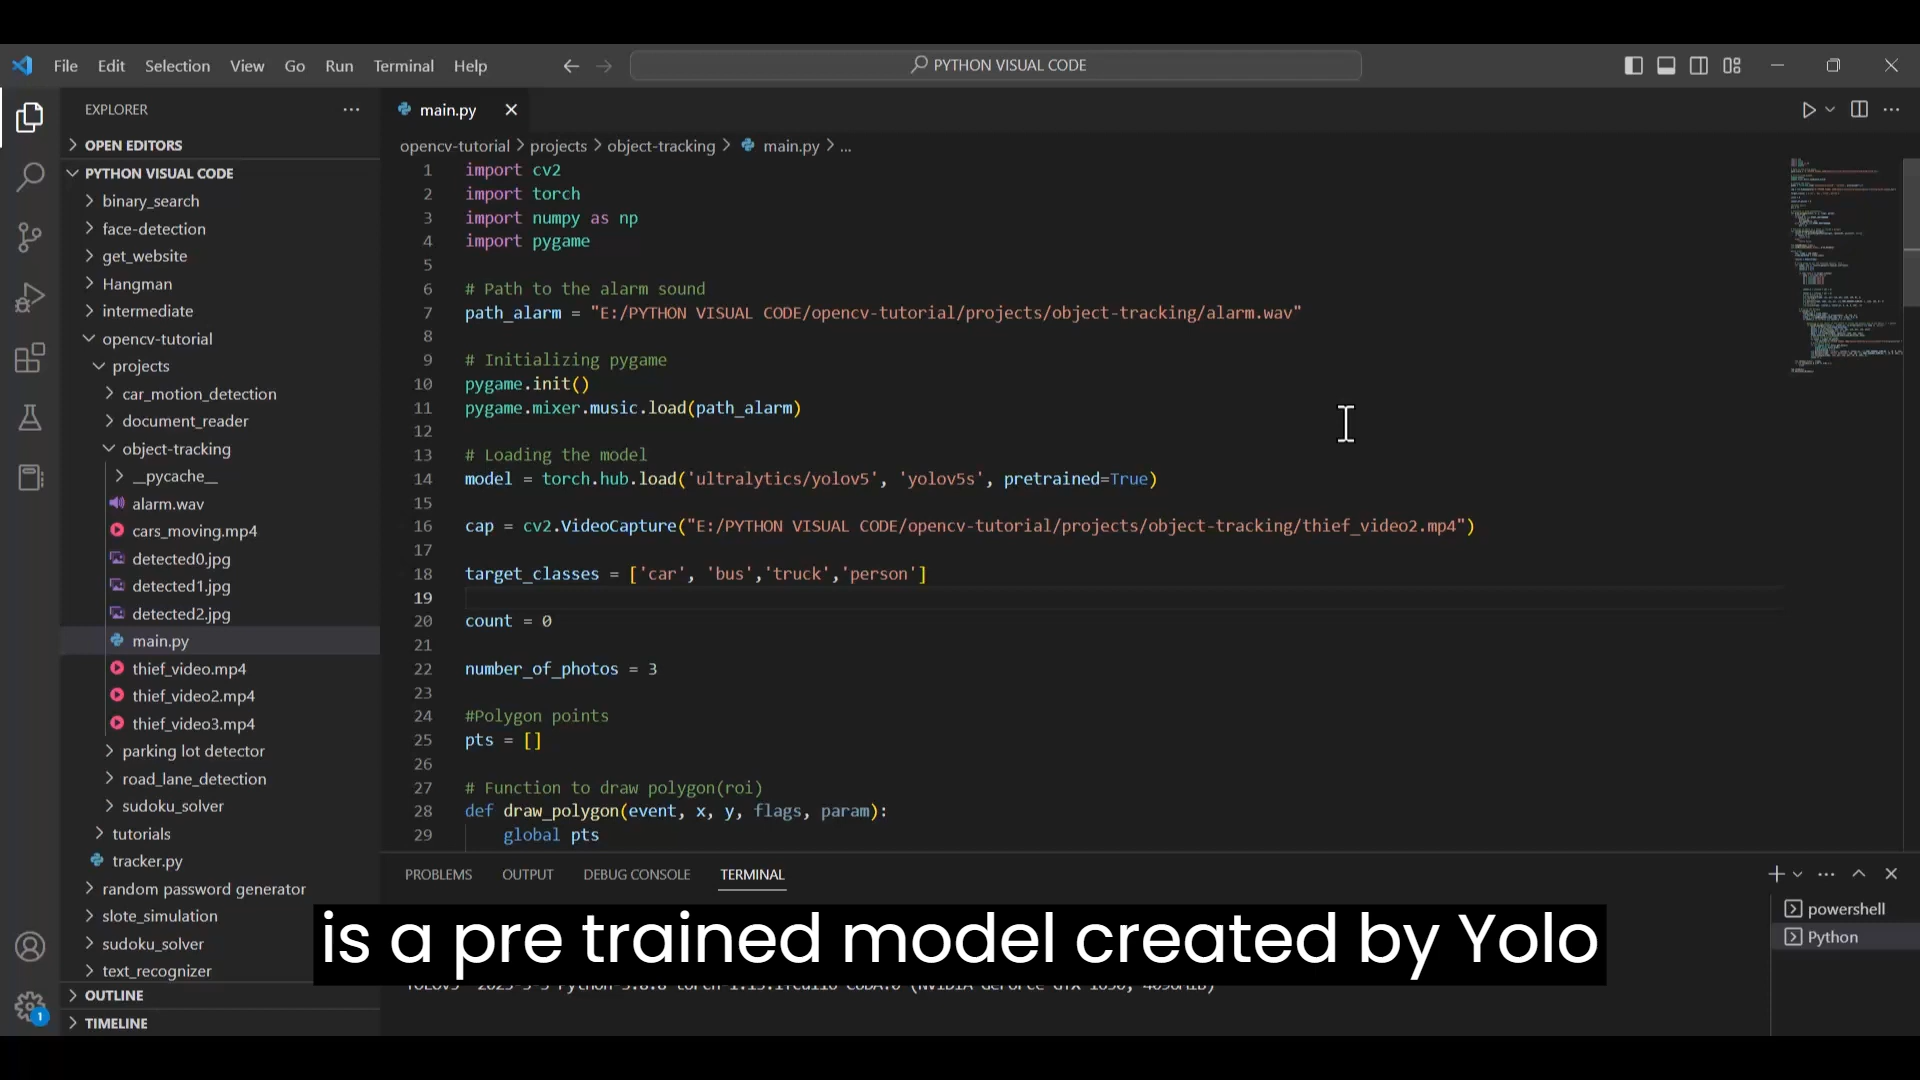 File Edit Selection View Go Run Terminal Help
PYTHON VISUAL CODE
EXPLORER
OPEN EDITORS
PYTHON VISUAL CODE
binary_search
face-detection
get_website
Hangman
intermediate
opencv-tutorial
projects
car_motion_detection
document_reader
object-tracking
__pycache__
alarm.wav
cars_moving.mp4
detected0.jpg
detected1.jpg
detected2.jpg
main.py
thief_video.mp4
thief_video2.mp4
thief_video3.mp4
parking lot detector
road_lane_detection
sudoku_solver
tutorials
tracker.py
random password generator
slote_simulation
sudoku_solver
text_recognizer
OUTLINE
TIMELINE
1
main.py
opencv-tutorial > projects > object-tracking > main.py > ...
1 import cv2
2 import torch
3 import numpy as np
4 import pygame
5
6 # Path to the alarm sound
7 path_alarm = "E:/PYTHON VISUAL CODE/opencv-tutorial/projects/object-tracking/alarm.wav"
8
9 # Initializing pygame
10 pygame.init()
11 pygame.mixer.music.load(path_alarm)
12
13 # Loading the model
14 model = torch.hub.load('ultralytics/yolov5', 'yolov5s', pretrained=True)
15
16 cap = cv2.VideoCapture("E:/PYTHON VISUAL CODE/opencv-tutorial/projects/object-tracking/thief_video2.mp4")
17
18 target_classes = ['car', 'bus','truck','person']
19
20 count = 0
21
22 number_of_photos = 3
23
24 #Polygon points
25 pts = []
26
27 # Function to draw polygon(roi)
28 def draw_polygon(event, x, y, flags, param):
29 global pts
PROBLEMS OUTPUT DEBUG CONSOLE TERMINAL
powershell
Python
is a pre trained model created by Yolo